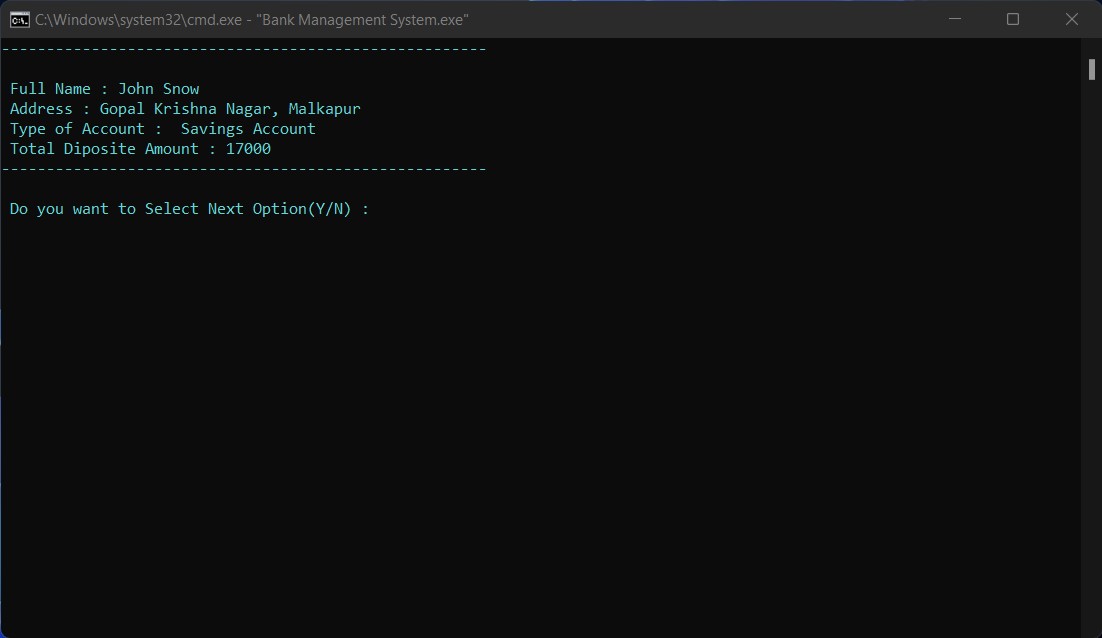 C:\Windows\system32\cmd.exe - "Bank Management System.exe"
------------------------------------------------------
Full Name : John Snow
Address : Gopal Krishna Nagar, Malkapur
Type of Account :  Savings Account
Total Diposite Amount : 17000
------------------------------------------------------
Do you want to Select Next Option(Y/N) :